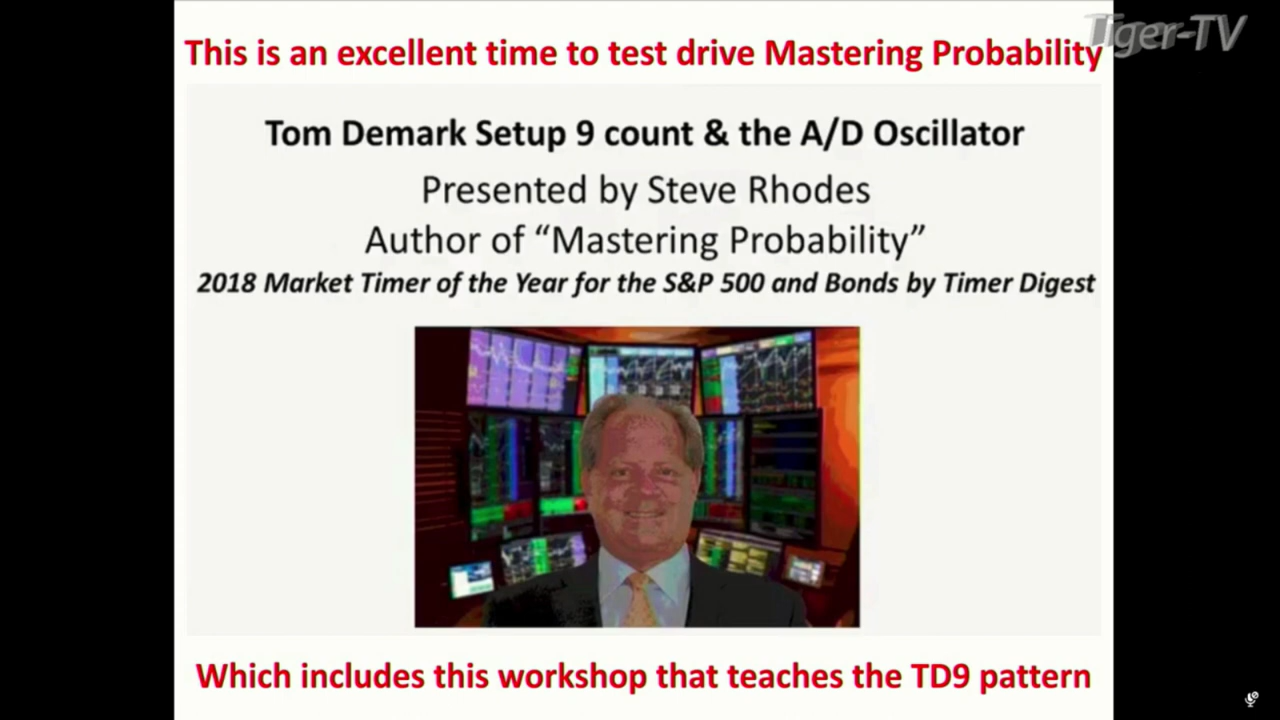 Tiger-TV
This is an excellent time to test drive Mastering Probability
Tom Demark Setup 9 count & the A/D Oscillator
Presented by Steve Rhodes
Author of “Mastering Probability”
2018 Market Timer of the Year for the S&P 500 and Bonds by Timer Digest
Which includes this workshop that teaches the TD9 pattern